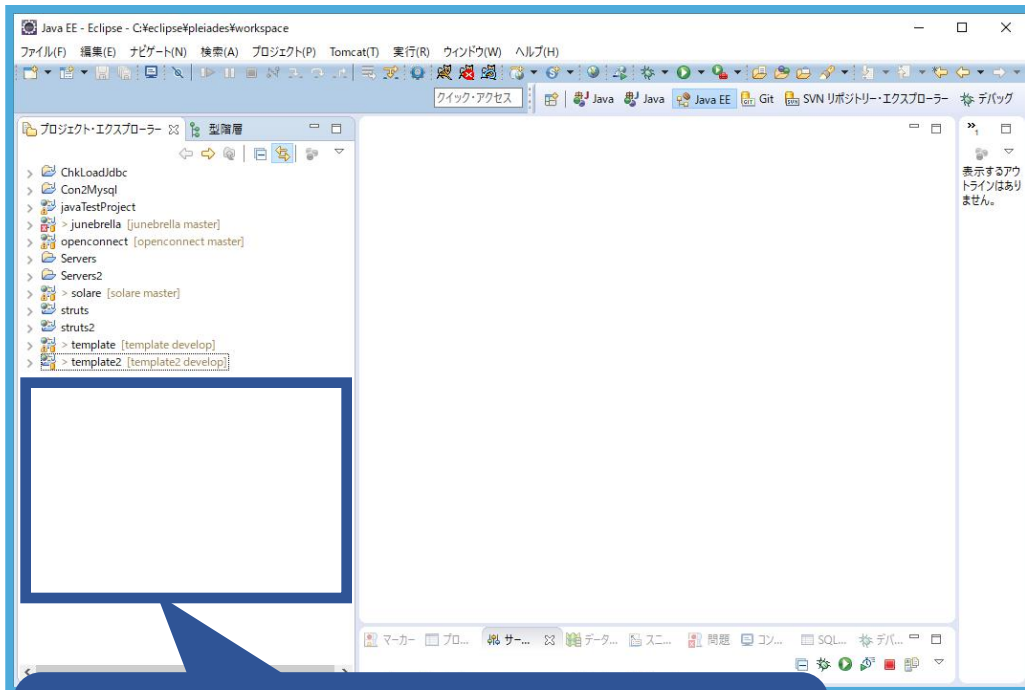 Java EE - Eclipse - C:¥eclipse¥pleiades¥workspace
ファイル(F) 編集(E) ナビゲート(N) 検索(A) プロジェクト(P) Tomcat(T) 実行(R) ウィンドウ(W) ヘルプ(H)
クイック・アクセス Java Java Java EE Git SVN リポジトリー・エクスプローラー デバッグ
プロジェクト・エクスプローラー 型階層
ChkLoadJdbc
Con2Mysql
javaTestProject
> junebrella [junebrella master]
openconnect [openconnect master]
Servers
Servers2
> solare [solare master]
struts
struts2
> template [template develop]
> template2 [template2 develop]
表示するアウ
トラインはあり
ません。
マーカー プロ... サー... データ... スニ... 問題 コン... SQL... デバ...